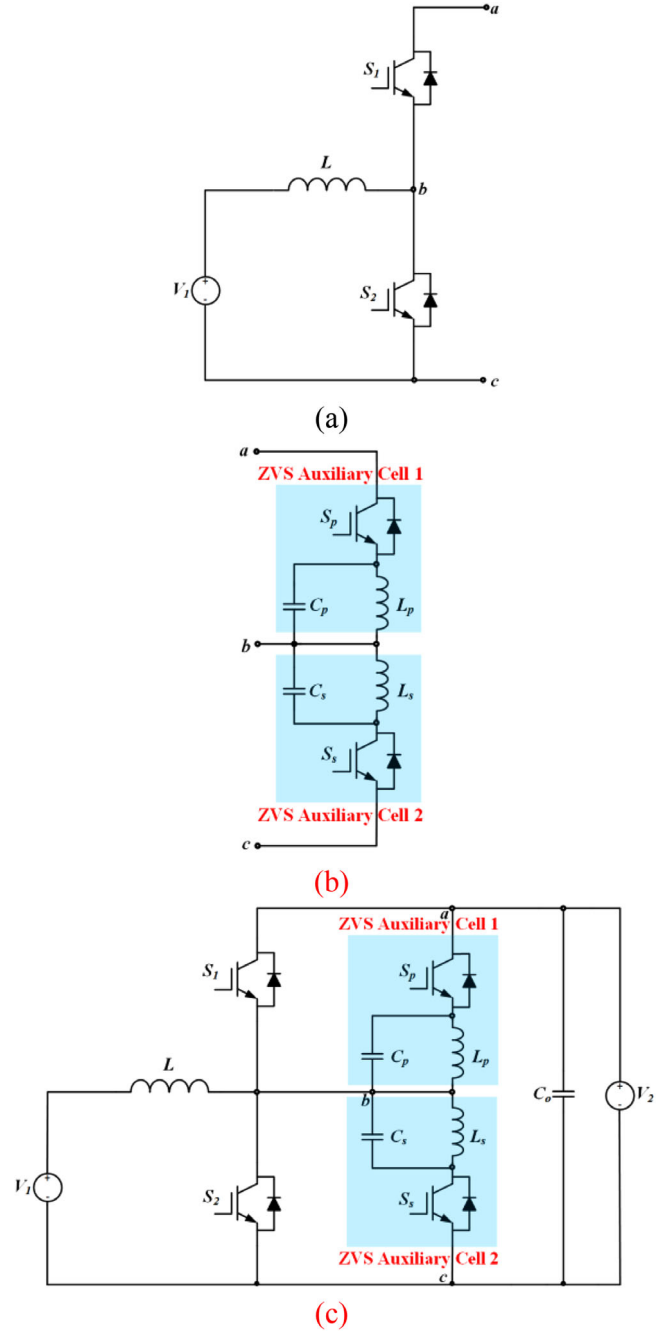 a
S1
L
b
V1
+
-
S2
c
(a)
a
ZVS Auxiliary Cell 1
Sp
Cp
Lp
b
Cs
Ls
Ss
ZVS Auxiliary Cell 2
c
(b)
a
ZVS Auxiliary Cell 1
S1
Sp
L
Cp
Lp
b
Co
V2
+
-
Cs
Ls
V1
+
-
S2
Ss
c
ZVS Auxiliary Cell 2
(c)